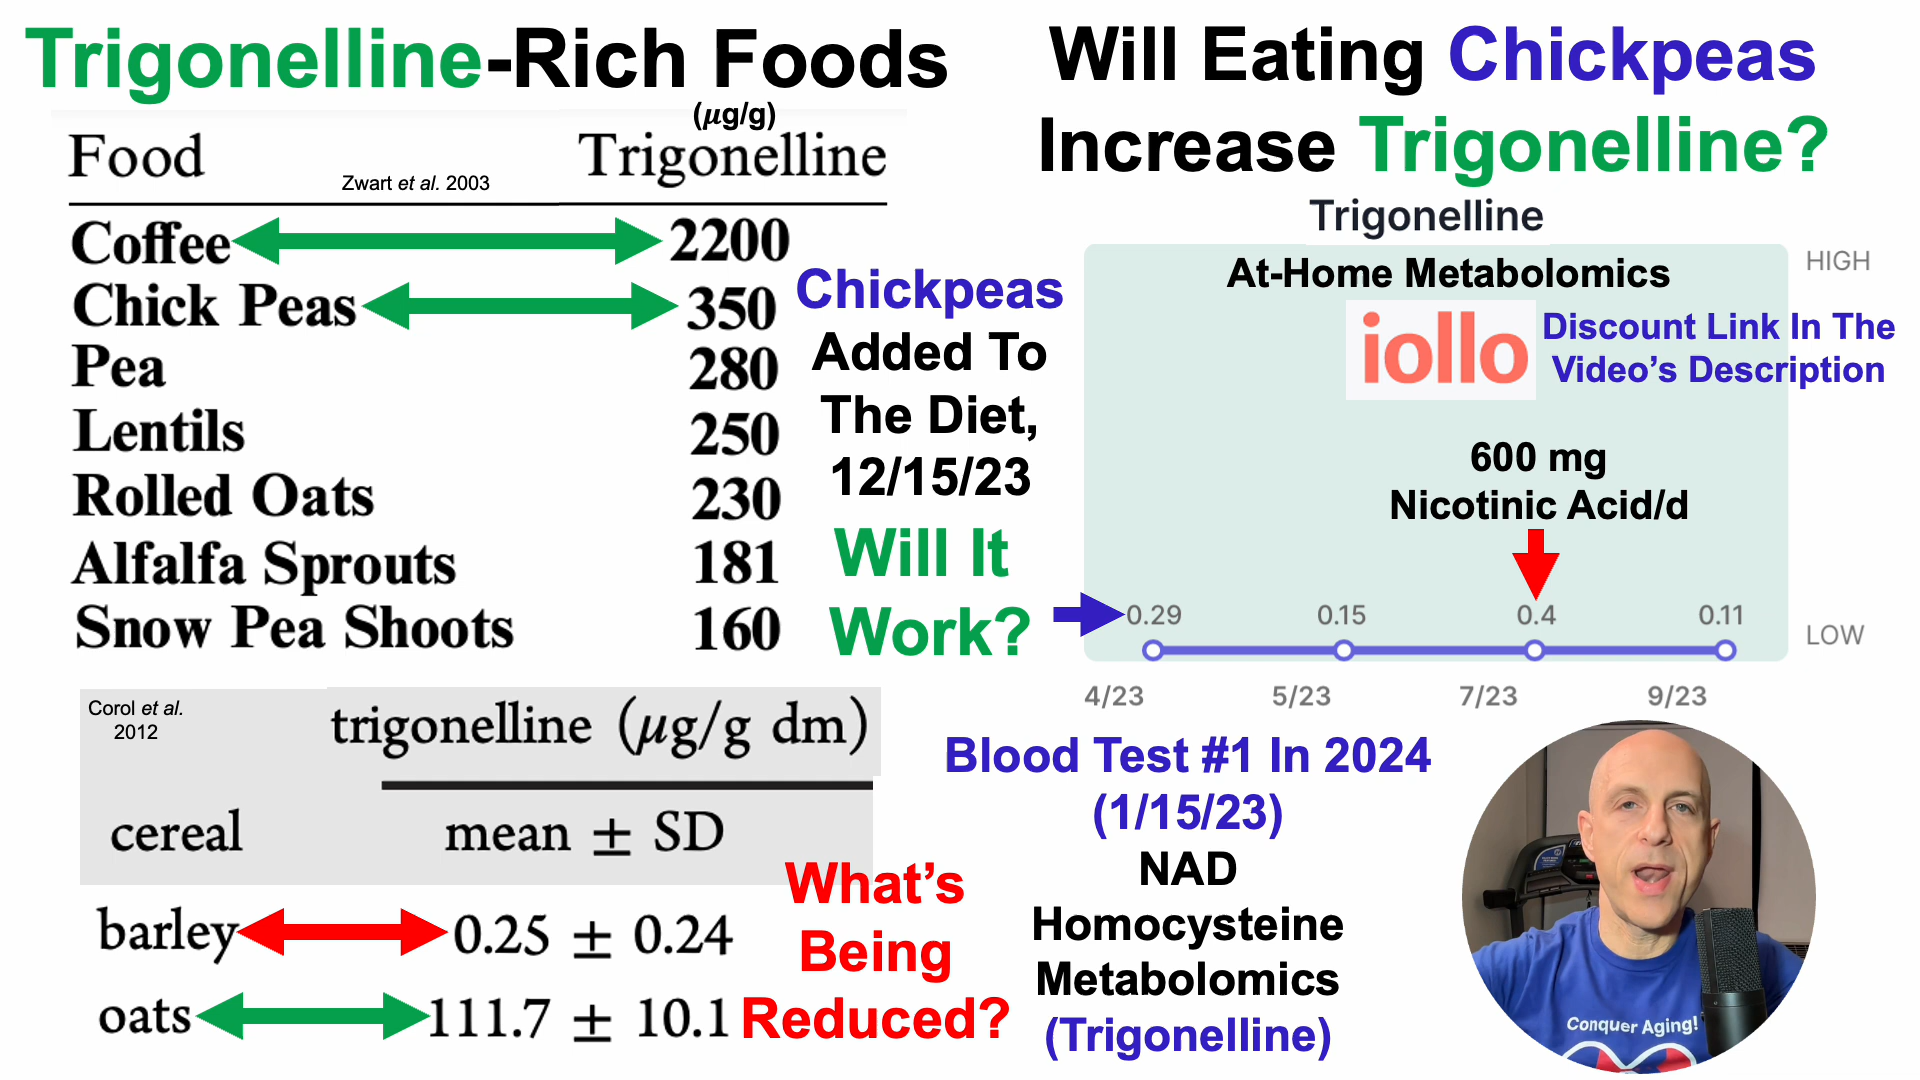 Trigonelline-Rich Foods
(μg/g)
Food Trigonelline
Zwart et al. 2003
Coffee 2200
Chick Peas 350
Pea 280
Lentils 250
Rolled Oats 230
Alfalfa Sprouts 181
Snow Pea Shoots 160
Chickpeas
Added To
The Diet,
12/15/23
Will It
Work?
Corol et al.
2012
trigonelline (μg/g dm)
cereal mean ± SD
barley 0.25 ± 0.24
oats 111.7 ± 10.1
What's
Being
Reduced?
Will Eating Chickpeas
Increase Trigonelline?
Trigonelline
At-Home Metabolomics
HIGH
iollo
Discount Link In The
Video's Description
600 mg
Nicotinic Acid/d
0.29 0.15 0.4 0.11
LOW
4/23 5/23 7/23 9/23
Blood Test #1 In 2024
(1/15/23)
NAD
Homocysteine
Metabolomics
(Trigonelline)
Conquer Aging!